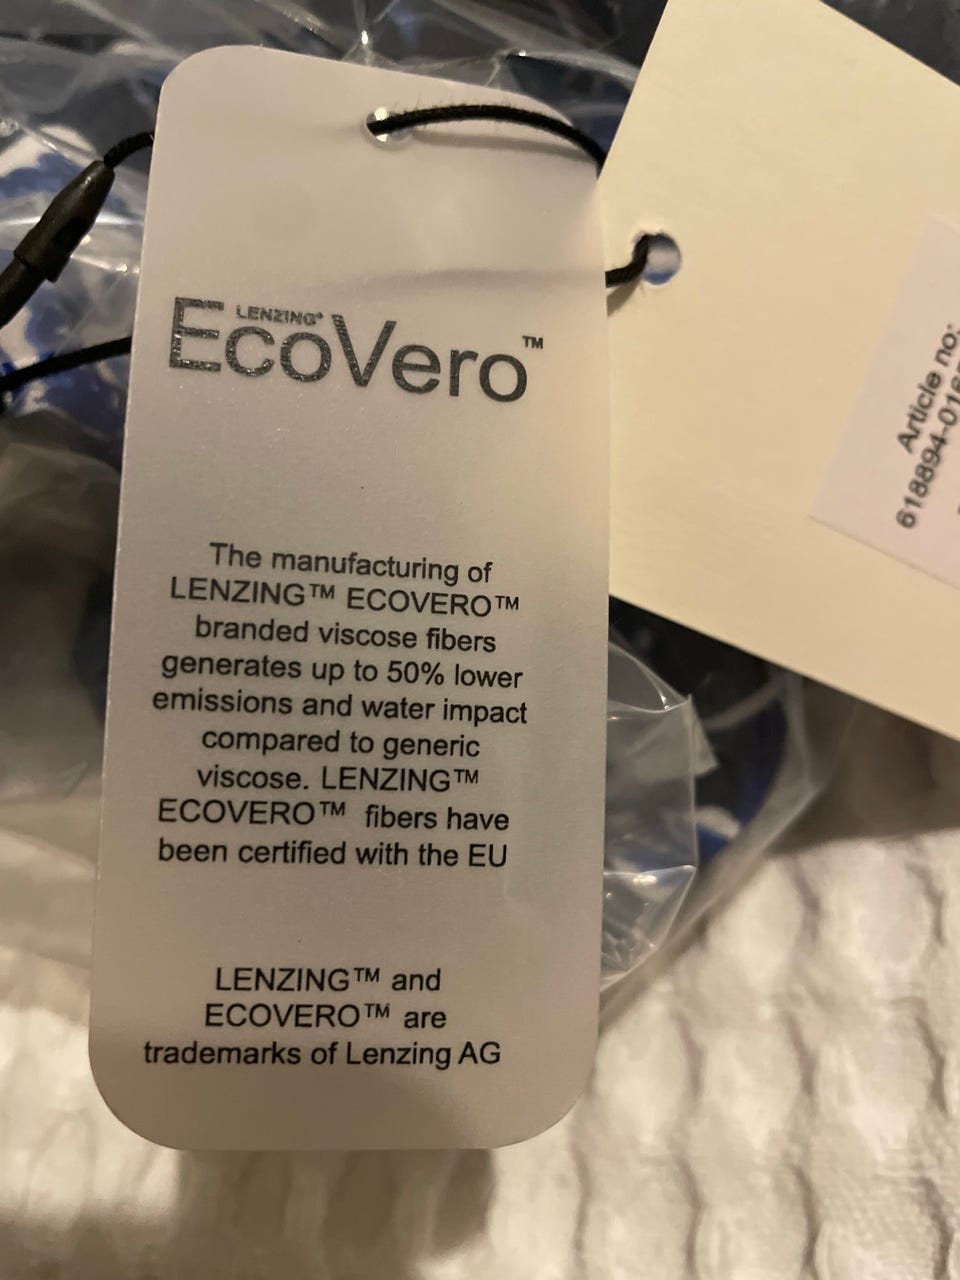 LENZING®
EcoVero™
The manufacturing of
LENZING™ ECOVERO™
branded viscose fibers
generates up to 50% lower
emissions and water impact
compared to generic
viscose. LENZING™
ECOVERO™ fibers have
been certified with the EU
LENZING™ and
ECOVERO™ are
trademarks of Lenzing AG
Article no:
618894-016